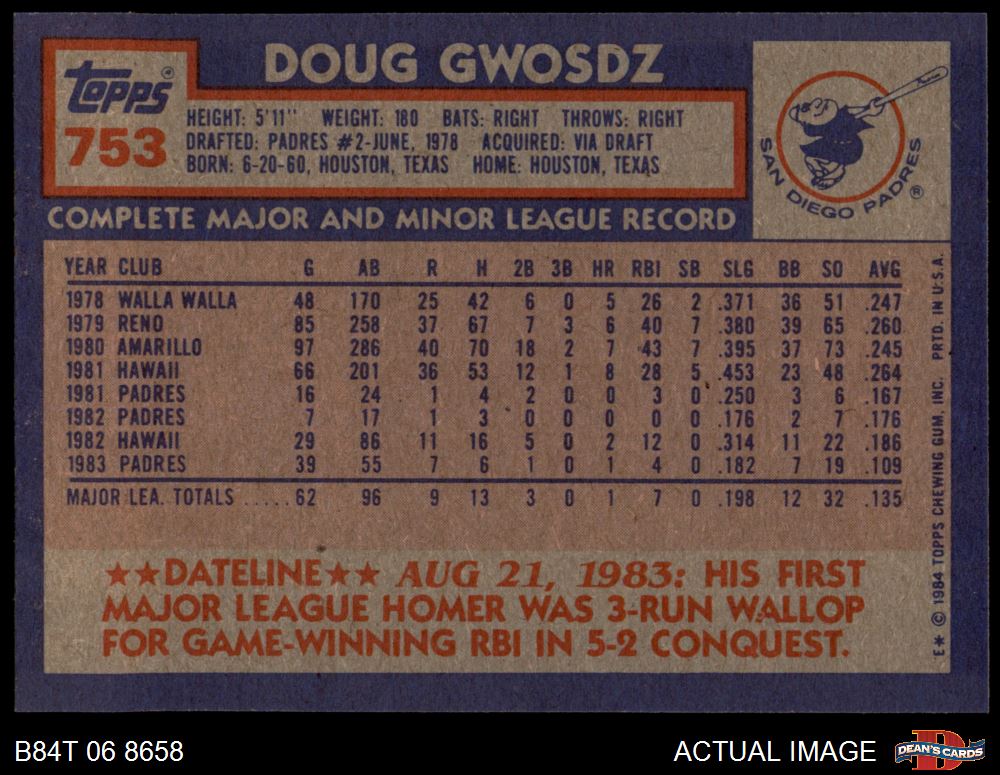 DOUG GWOSDZ
Topps®
753
HEIGHT: 5'11" WEIGHT: 180 BATS: RIGHT THROWS: RIGHT
DRAFTED: PADRES #2-JUNE, 1978 ACQUIRED: VIA DRAFT
BORN: 6-20-60, HOUSTON, TEXAS HOME: HOUSTON, TEXAS
SAN DIEGO PADRES ®
COMPLETE MAJOR AND MINOR LEAGUE RECORD
YEAR CLUB G AB R H 2B 3B HR RBI SB SLG BB SO AVG
1978 WALLA WALLA 48 170 25 42 6 0 5 26 2 .371 36 51 .247
1979 RENO 85 258 37 67 7 3 6 40 7 .380 39 65 .260
1980 AMARILLO 97 286 40 70 18 2 7 43 7 .395 37 73 .245
1981 HAWAII 66 201 36 53 12 1 8 28 5 .453 23 48 .264
1981 PADRES 16 24 1 4 2 0 0 3 0 .250 3 6 .167
1982 PADRES 7 17 1 3 0 0 0 0 0 .176 2 7 .176
1982 HAWAII 29 86 11 16 5 0 2 12 0 .314 11 22 .186
1983 PADRES 39 55 7 6 1 0 1 4 0 .182 7 19 .109
MAJOR LEA. TOTALS .....62 96 9 13 3 0 1 7 0 .198 12 32 .135
★★DATELINE★★ AUG 21, 1983: HIS FIRST
MAJOR LEAGUE HOMER WAS 3-RUN WALLOP
FOR GAME-WINNING RBI IN 5-2 CONQUEST.
E★ © 1984 TOPPS CHEWING GUM, INC. PRTD. IN U.S.A.
B84T 06 8658
ACTUAL IMAGE
DEAN'S CARDS